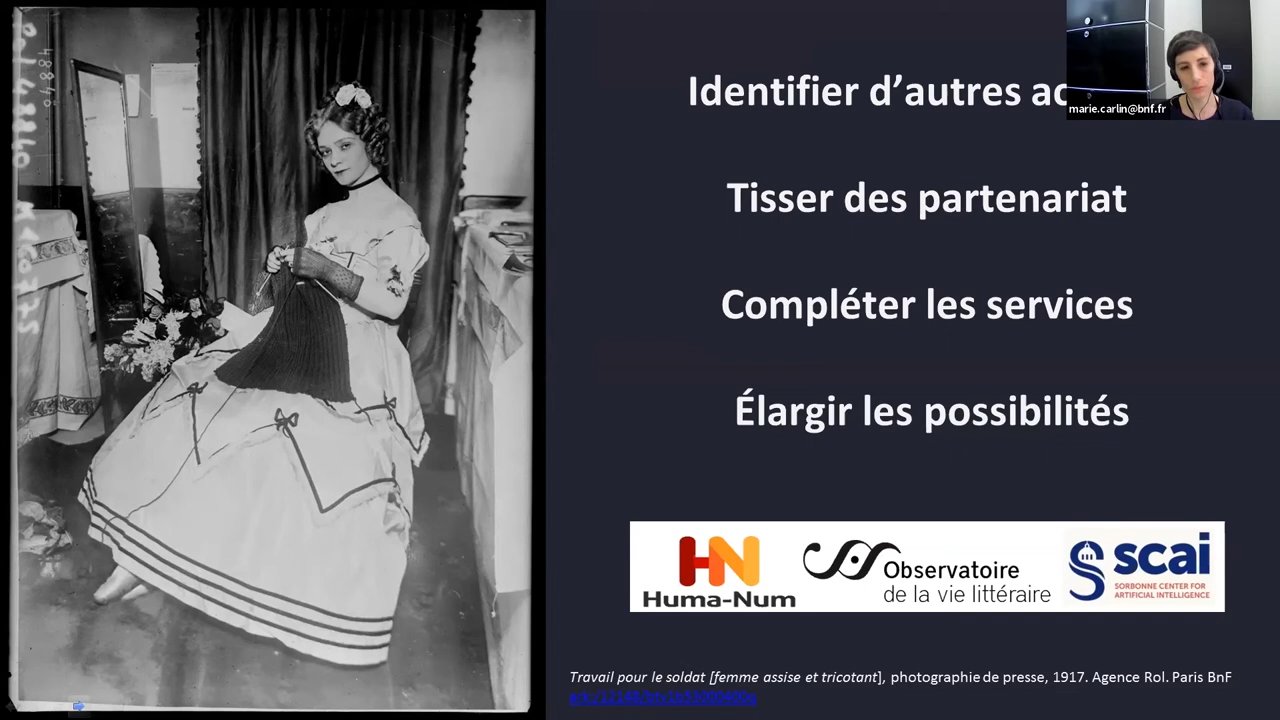 Identifier d’autres ac
marie.carlin@bnf.fr
Tisser des partenariat
Compléter les services
Élargir les possibilités
HN
Huma-Num
Observatoire
de la vie littéraire
scai
SORBONNE CENTER FOR
ARTIFICIAL INTELLIGENCE
Travail pour le soldat [femme assise et tricotant], photographie de presse, 1917. Agence Rol. Paris BnF